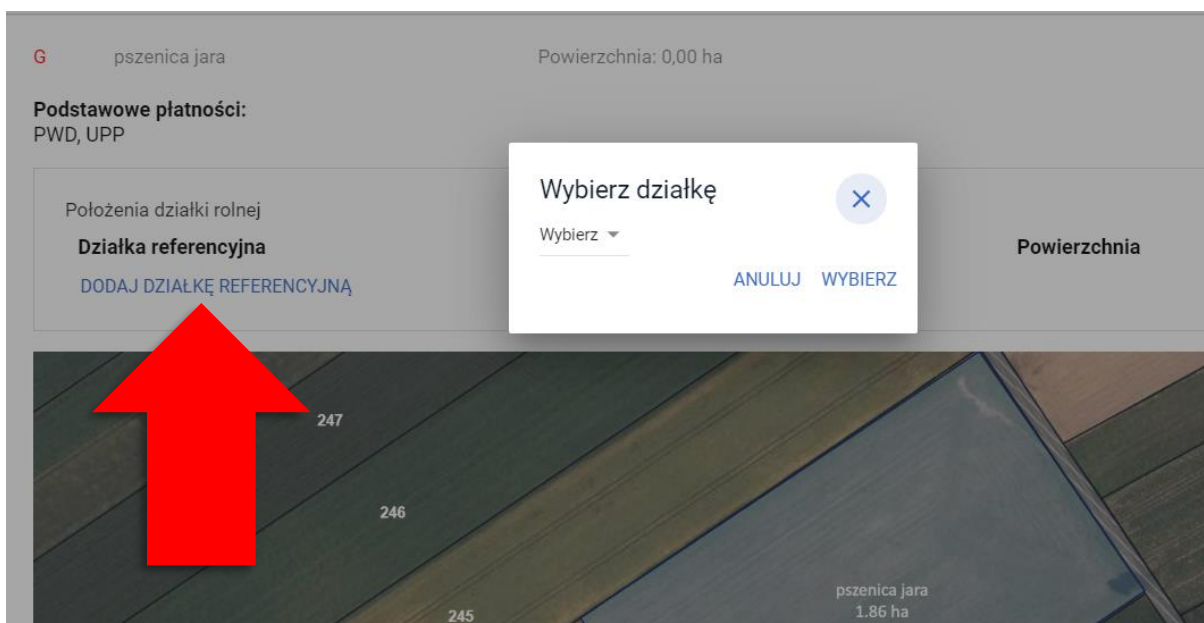 G pszenica jara Powierzchnia: 0,00 ha
Podstawowe płatności:
PWD, UPP
Wybierz działkę
Wybierz
ANULUJ WYBIERZ
Położenia działki rolnej
Działka referencyjna Powierzchnia
DODAJ DZIAŁKĘ REFERENCYJNĄ
247
246
245
pszenica jara
1.86 ha